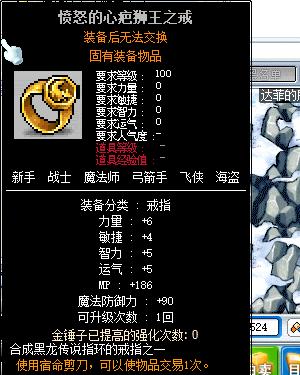 愤怒的心疤狮王之戒
装备后无法交换
固有装备物品
要求等级： 100
要求力量： 0
要求敏捷： 0
要求智力： 0
要求运气： 0
要求人气度： -
道具等级： -
道具经验值： -
新手 战士 魔法师 弓箭手 飞侠 海盗
装备分类 : 戒指
力量 : +6
敏捷 : +4
智力 : +5
运气 : +5
MP : +186
魔法防御力 : +90
可升级次数 : 1回
金锤子已提高的强化次数: 0
合成黑龙传说指环的戒指之一
使用宿命剪刀，可以使物品交易1次。
达菲的
524